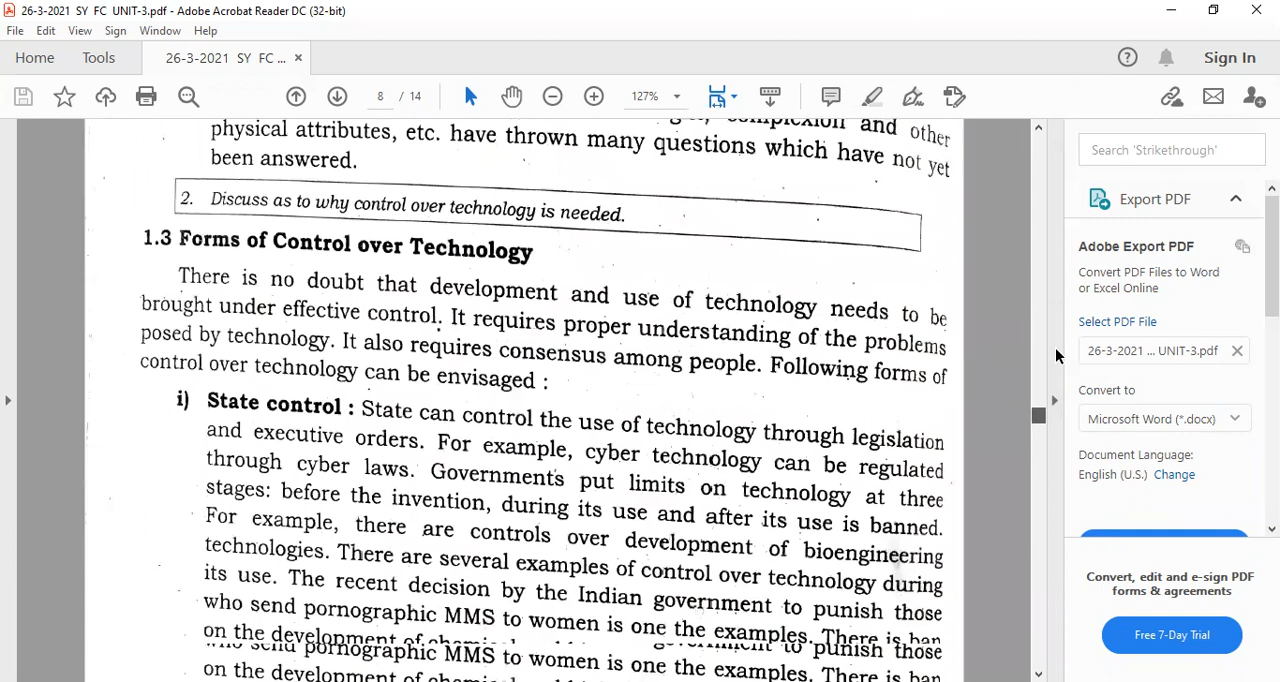 26-3-2021 SY FC UNIT-3.pdf - Adobe Acrobat Reader DC (32-bit)
File Edit View Sign Window Help
Home Tools 26-3-2021 SY FC ... × Sign In
8 / 14 127%
complexion and other
physical attributes, etc. have thrown many questions which have not yet
been answered.
2. Discuss as to why control over technology is needed.
1.3 Forms of Control over Technology
There is no doubt that development and use of technology needs to be
brought under effective control. It requires proper understanding of the problems
posed by technology. It also requires consensus among people. Following forms of
control over technology can be envisaged :
i) State control : State can control the use of technology through legislation
and executive orders. For example, cyber technology can be regulated
through cyber laws. Governments put limits on technology at three
stages: before the invention, during its use and after its use is banned.
For example, there are controls over development of bioengineering
technologies. There are several examples of control over technology during
its use. The recent decision by the Indian government to punish those
who send pornographic MMS to women is one the examples. There is ban
on the development of
government to punish those
who send pornographic MMS to women is one the examples. There is ban
on the development of
Search 'Strikethrough'
Export PDF
Adobe Export PDF
Convert PDF Files to Word
or Excel Online
Select PDF File
26-3-2021 ... UNIT-3.pdf
Convert to
Microsoft Word (*.docx)
Document Language:
English (U.S.) Change
Convert, edit and e-sign PDF
forms & agreements
Free 7-Day Trial